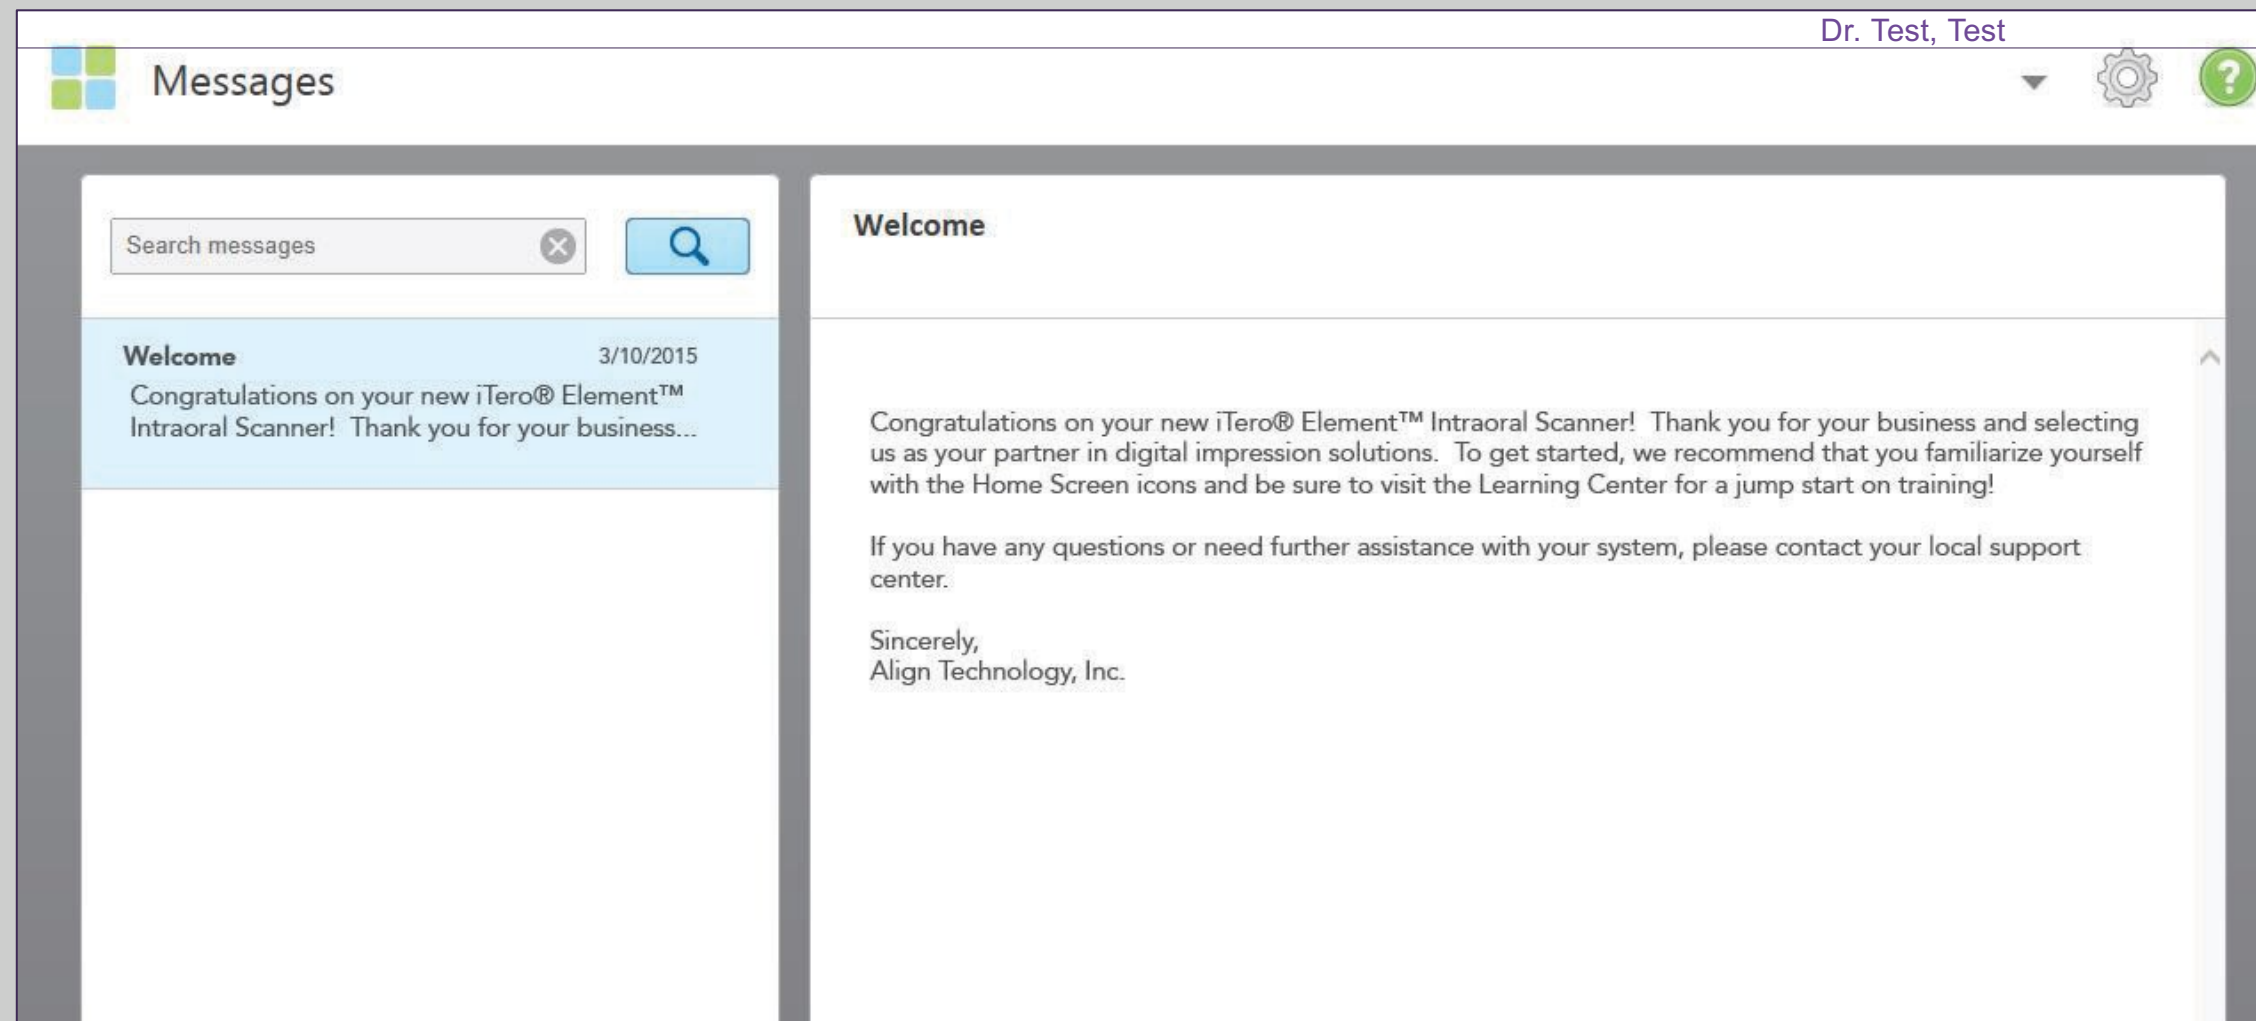 Dr. Test, Test
Messages
?
Search messages
Welcome 3/10/2015
Congratulations on your new iTero® Element™
Intraoral Scanner!  Thank you for your business...
Welcome
Congratulations on your new iTero® Element™ Intraoral Scanner!  Thank you for your business and selecting
us as your partner in digital impression solutions.  To get started, we recommend that you familiarize yourself
with the Home Screen icons and be sure to visit the Learning Center for a jump start on training!
If you have any questions or need further assistance with your system, please contact your local support
center.
Sincerely,
Align Technology, Inc.